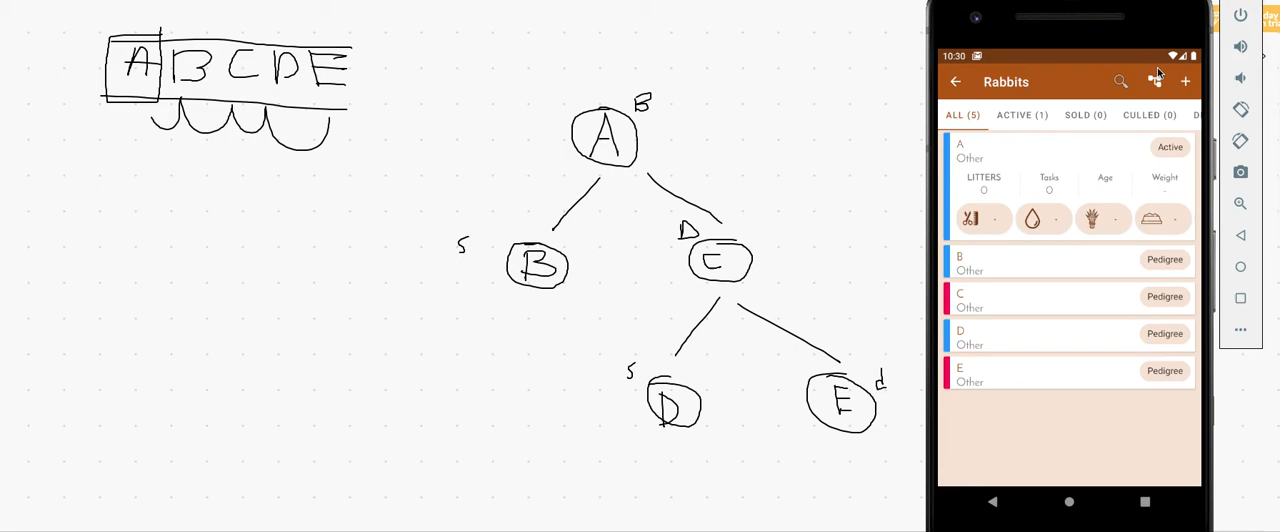 A B C D E
B
A
S
B
D
C
S
D
E
d
day
10:30
Rabbits
ALL (5)
ACTIVE (1)
SOLD (0)
CULLED (0)
A
Other
Active
LITTERS
0
Tasks
0
Age
Weight
-
B
Other
Pedigree
C
Other
Pedigree
D
Other
Pedigree
E
Other
Pedigree